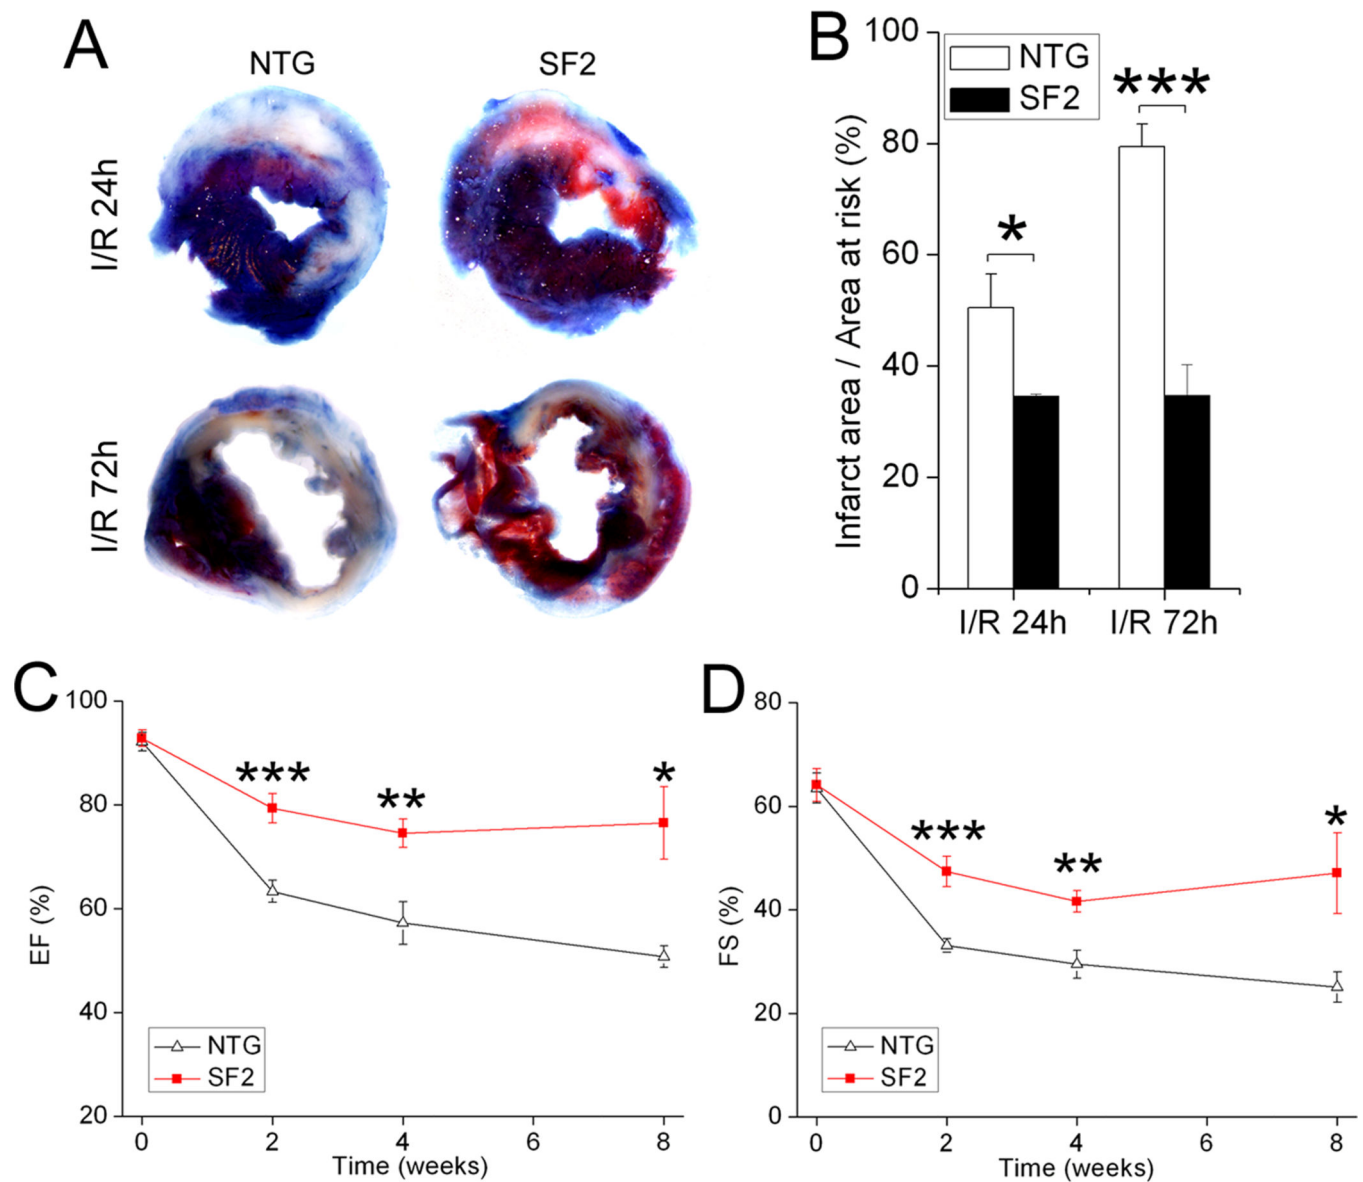 A
NTG
SF2
I/R 24h
I/R 72h
B
Infarct area / Area at risk (%)
100
80
60
40
20
0
NTG
SF2
*
***
I/R 24h
I/R 72h
C
EF (%)
100
80
60
40
20
***
**
*
NTG
SF2
0
2
4
6
8
Time (weeks)
D
FS (%)
80
60
40
20
0
***
**
*
NTG
SF2
0
2
4
6
8
Time (weeks)